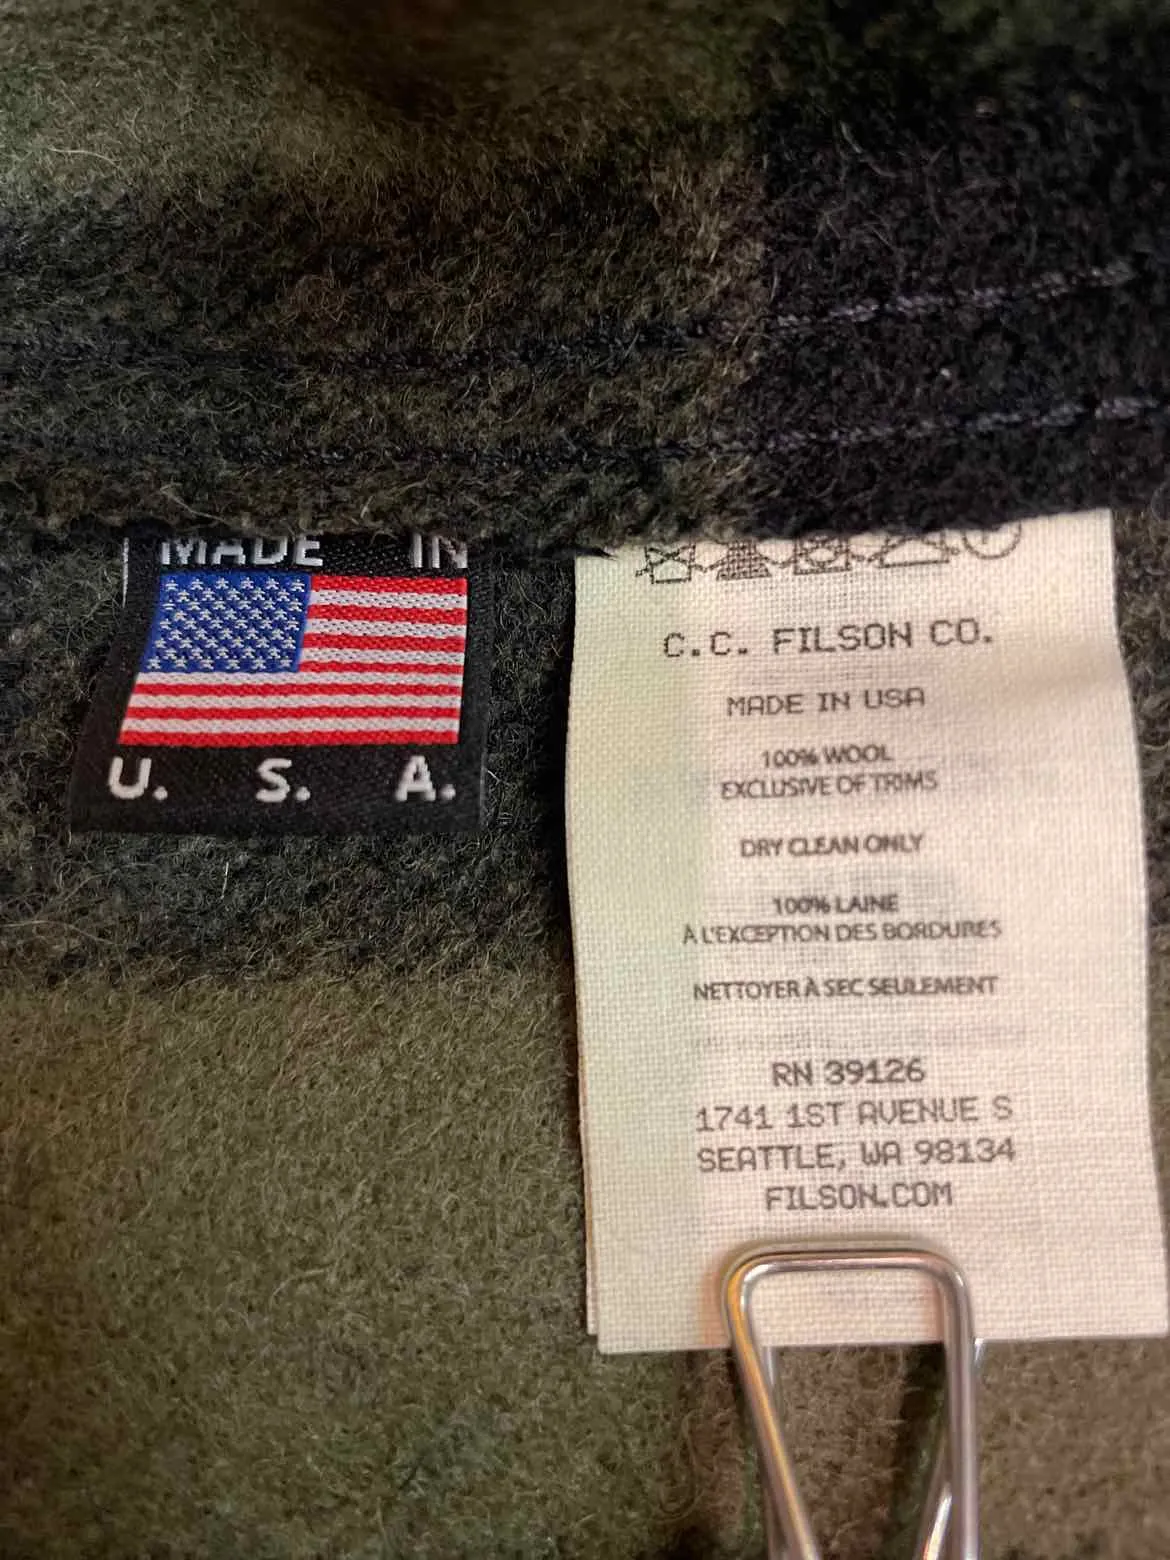 MADE IN
U. S. A.
C.C. FILSON CO.
MADE IN USA
100% WOOL
EXCLUSIVE OF TRIMS
DRY CLEAN ONLY
100% LAINE
À L'EXCEPTION DES BORDURES
NETTOYER À SEC SEULEMENT
RN 39126
1741 1ST AVENUE S
SEATTLE, WA 98134
FILSON.COM